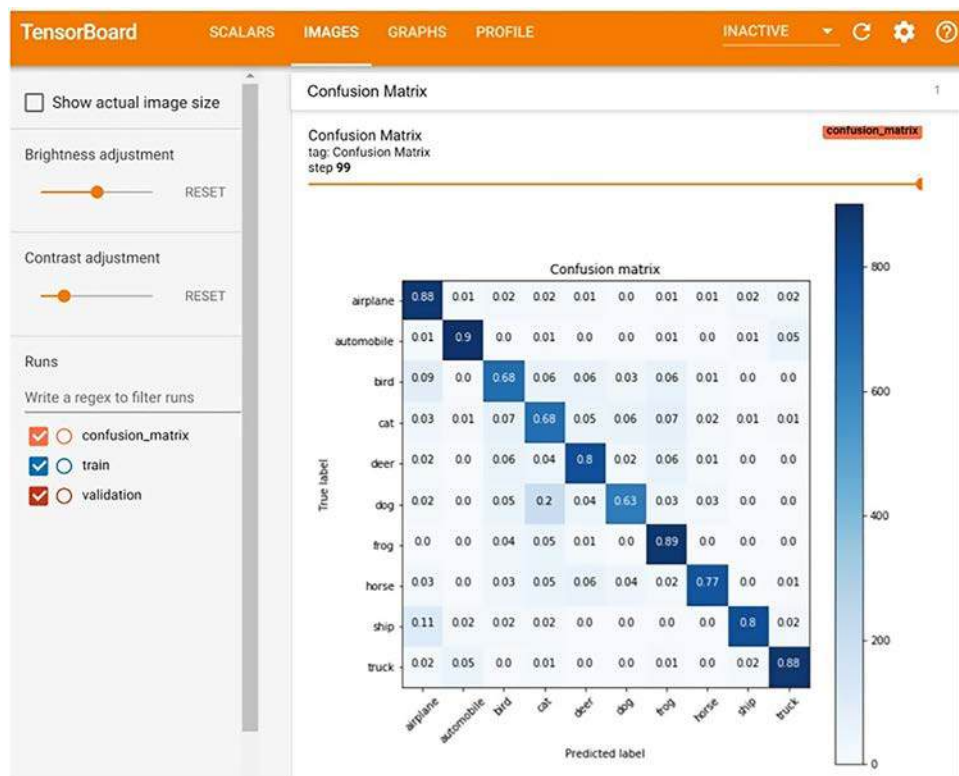 TensorBoard SCALARS IMAGES GRAPHS PROFILE INACTIVE
Show actual image size
Brightness adjustment
RESET
Contrast adjustment
RESET
Runs
Write a regex to filter runs
confusion_matrix
train
validation
Confusion Matrix 1
Confusion Matrix confusion_matrix
tag: Confusion Matrix
step 99
Confusion matrix
airplane 0.88 0.01 0.02 0.02 0.01 0.0 0.01 0.01 0.02 0.02
automobile 0.01 0.9 0.0 0.01 0.0 0.0 0.01 0.0 0.01 0.05
bird 0.09 0.0 0.68 0.06 0.06 0.03 0.06 0.01 0.0 0.0
cat 0.03 0.01 0.07 0.68 0.05 0.06 0.07 0.02 0.01 0.01
deer 0.02 0.0 0.06 0.04 0.8 0.02 0.06 0.01 0.0 0.0
dog 0.02 0.0 0.05 0.2 0.04 0.63 0.03 0.03 0.0 0.0
frog 0.0 0.0 0.04 0.05 0.01 0.0 0.89 0.0 0.0 0.0
horse 0.03 0.0 0.03 0.05 0.06 0.04 0.02 0.77 0.0 0.01
ship 0.11 0.02 0.02 0.02 0.0 0.0 0.0 0.0 0.8 0.02
truck 0.02 0.05 0.0 0.01 0.0 0.0 0.01 0.0 0.02 0.88
True label
airplane automobile bird cat deer dog frog horse ship truck
Predicted label
800
600
400
200
0